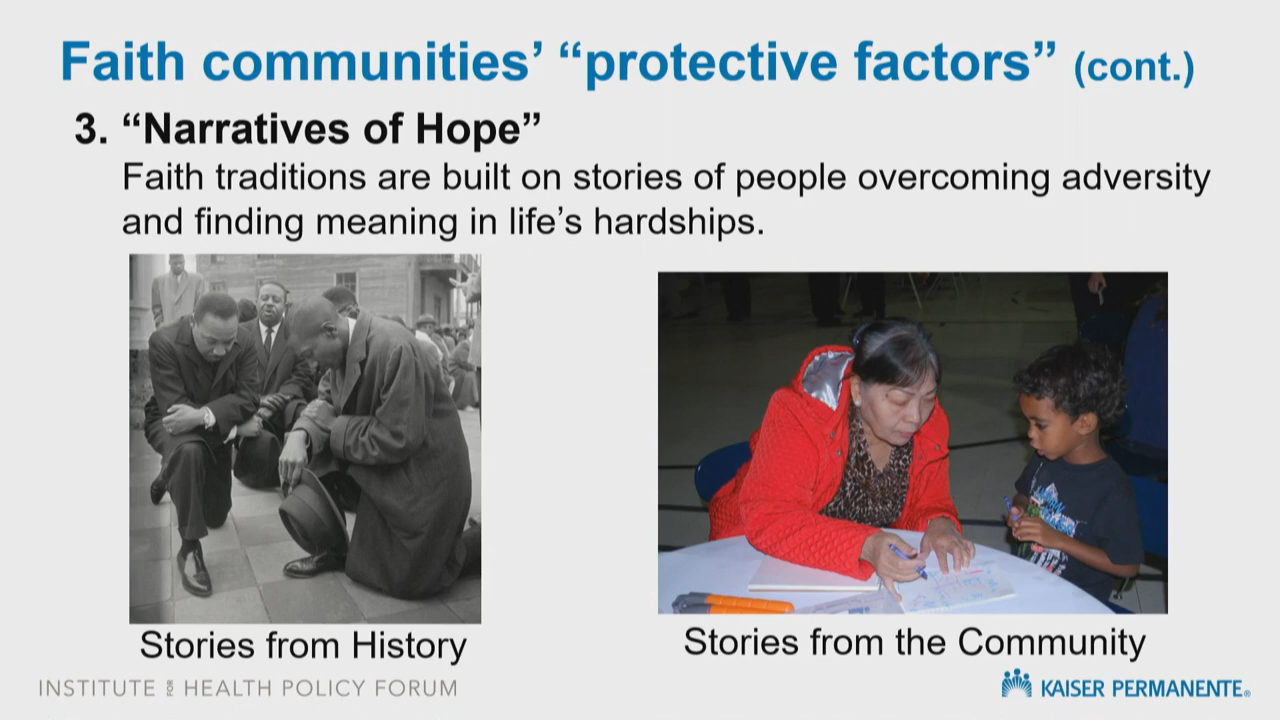 Faith communities’ “protective factors” (cont.)
3. “Narratives of Hope”
Faith traditions are built on stories of people overcoming adversity
and finding meaning in life’s hardships.
Stories from History
Stories from the Community
INSTITUTE FOR HEALTH POLICY FORUM
KAISER PERMANENTE®